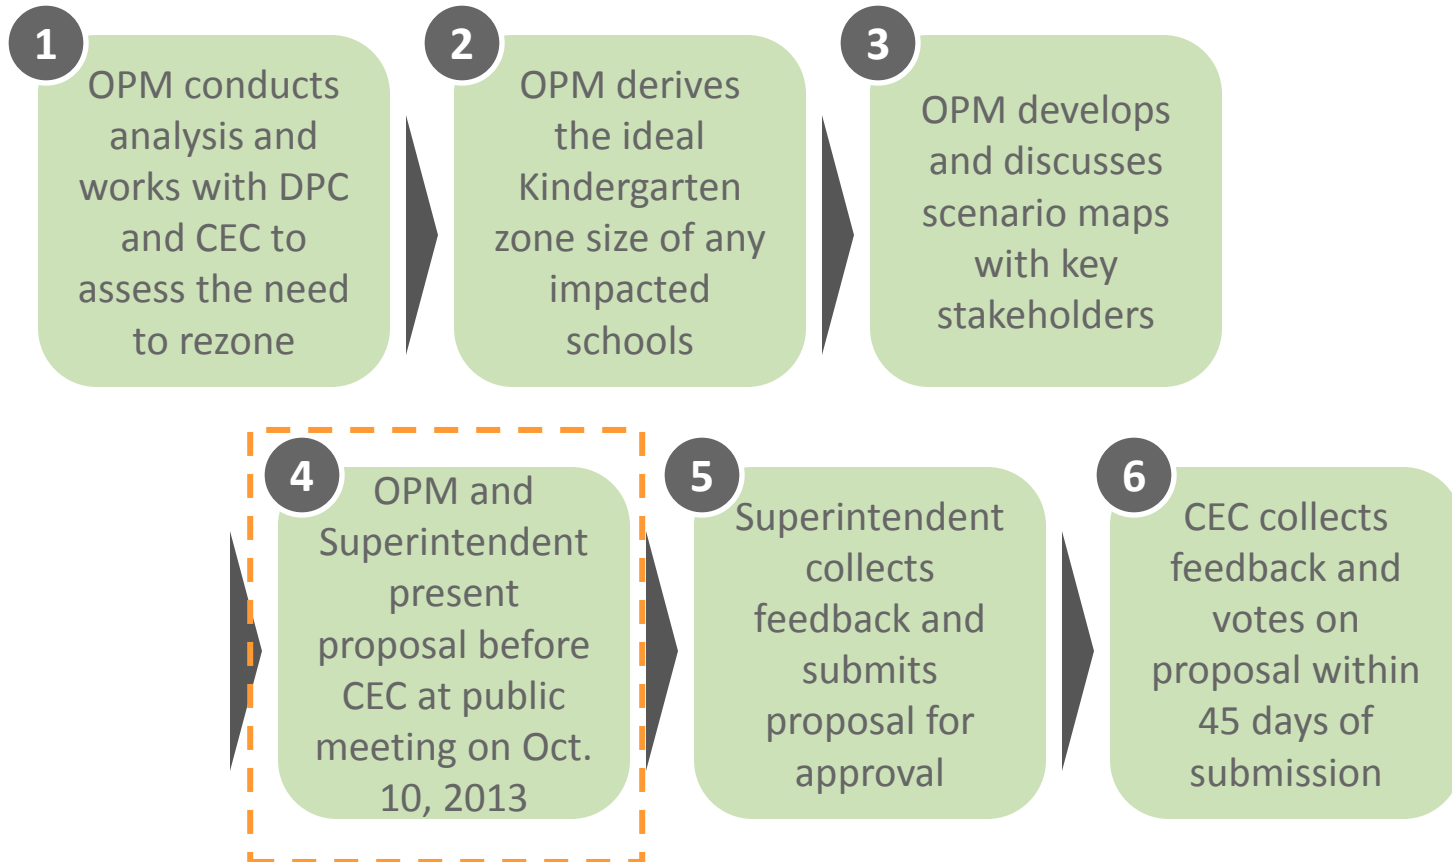 1
OPM conducts
analysis and
works with DPC
and CEC to
assess the need
to rezone
2
OPM derives
the ideal
Kindergarten
zone size of any
impacted
schools
3
OPM develops
and discusses
scenario maps
with key
stakeholders
4
OPM and
Superintendent
present
proposal before
CEC at public
meeting on Oct.
10, 2013
5
Superintendent
collects
feedback and
submits
proposal for
approval
6
CEC collects
feedback and
votes on
proposal within
45 days of
submission